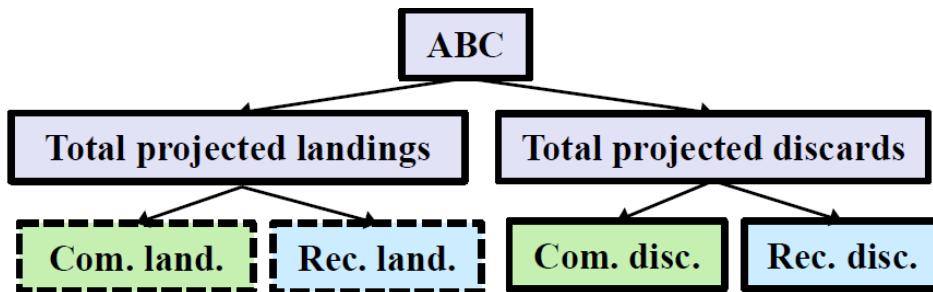 ABC
Total projected landings
Total projected discards
Com. land.
Rec. land.
Com. disc.
Rec. disc.